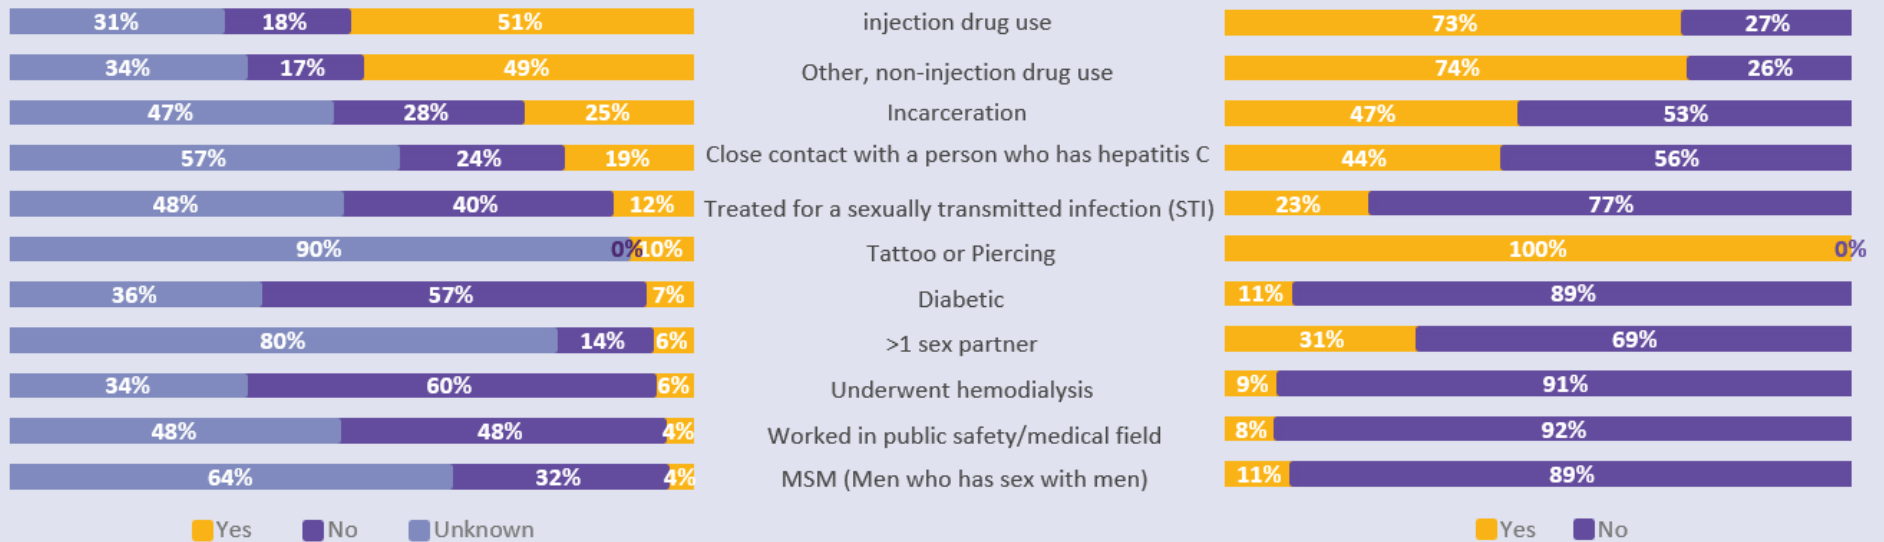 31% 18% 51% injection drug use 73% 27%
34% 17% 49% Other, non-injection drug use 74% 26%
47% 28% 25% Incarceration 47% 53%
57% 24% 19% Close contact with a person who has hepatitis C 44% 56%
48% 40% 12% Treated for a sexually transmitted infection (STI) 23% 77%
90% 0% 10% Tattoo or Piercing 100% 0%
36% 57% 7% Diabetic 11% 89%
80% 14% 6% >1 sex partner 31% 69%
34% 60% 6% Underwent hemodialysis 9% 91%
48% 48% 4% Worked in public safety/medical field 8% 92%
64% 32% 4% MSM (Men who has sex with men) 11% 89%
Yes No Unknown Yes No